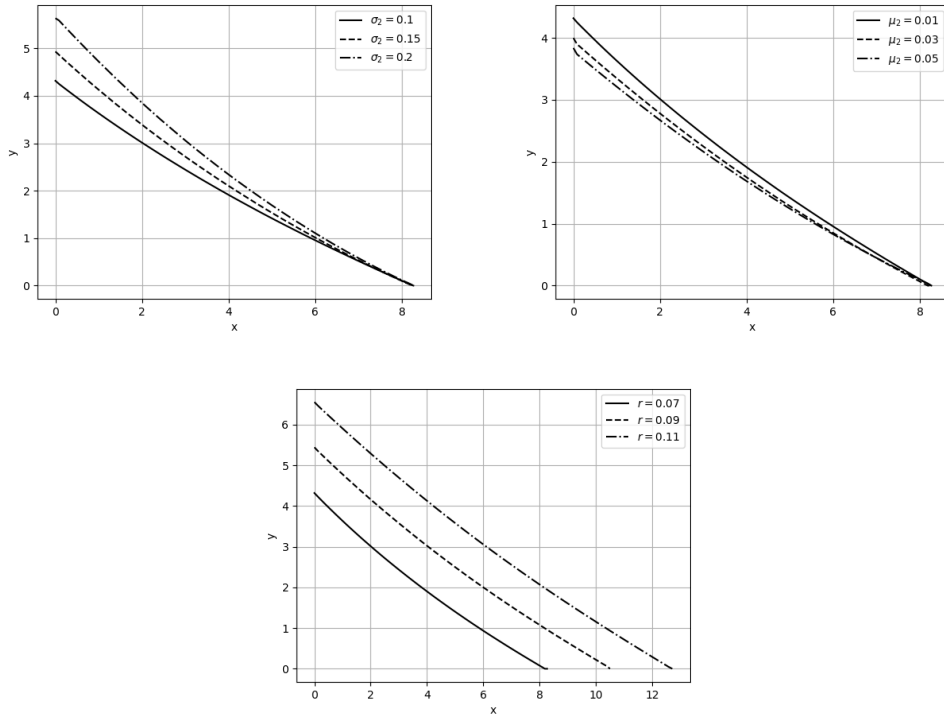 σ₂ = 0.1
σ₂ = 0.15
σ₂ = 0.2
5
4
3
2
1
0
y
0 2 4 6 8
x
μ₂ = 0.01
μ₂ = 0.03
μ₂ = 0.05
4
3
2
1
0
y
0 2 4 6 8
x
r = 0.07
r = 0.09
r = 0.11
6
5
4
3
2
1
0
y
0 2 4 6 8 10 12
x